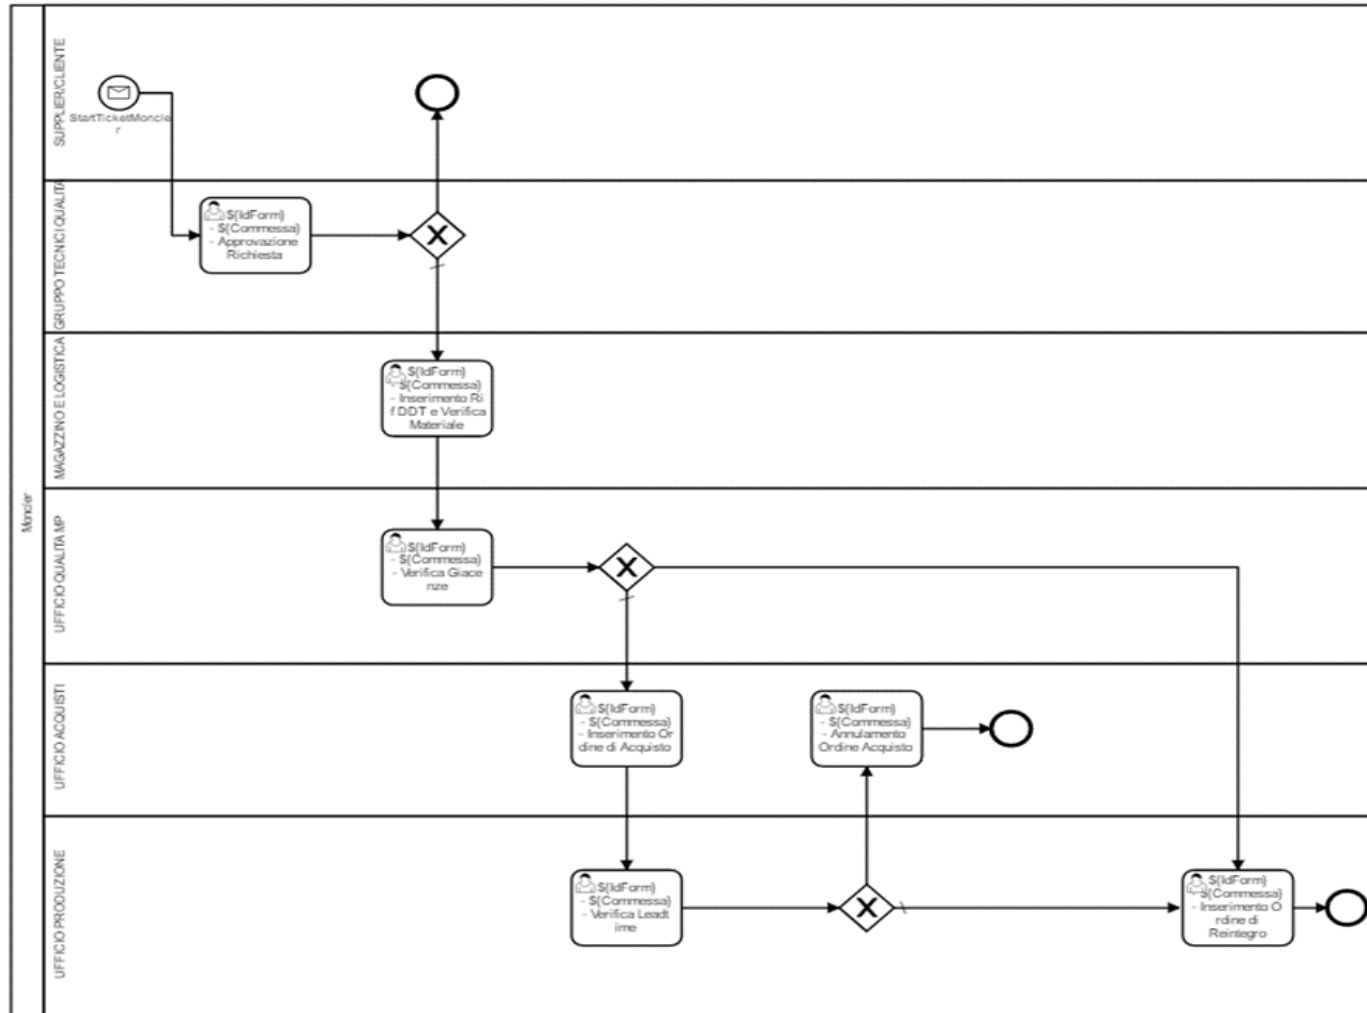 Moncler
SUPPLIER/CLIENTE
StartTicketMoncle
r
GRUPPO TECNICI QUALITA
${IdForm}
- ${Commessa}
- Approvazione
Richiesta
MAGAZZINO E LOGISTICA
${IdForm}
- ${Commessa}
- Inserimento Ri
f DDT e Verifica
Materiale
UFFICIO QUALITA MP
${IdForm}
- ${Commessa}
- Verifica Giace
nze
UFFICIO ACQUISTI
${IdForm}
- ${Commessa}
- Inserimento Or
dine di Acquisto
${IdForm}
- ${Commessa}
- Annulamento
Ordine Acquisto
UFFICIO PRODUZIONE
${IdForm}
- ${Commessa}
- Verifica Leadt
ime
${IdForm}
- ${Commessa}
- Inserimento O
rdine di
Reintegro